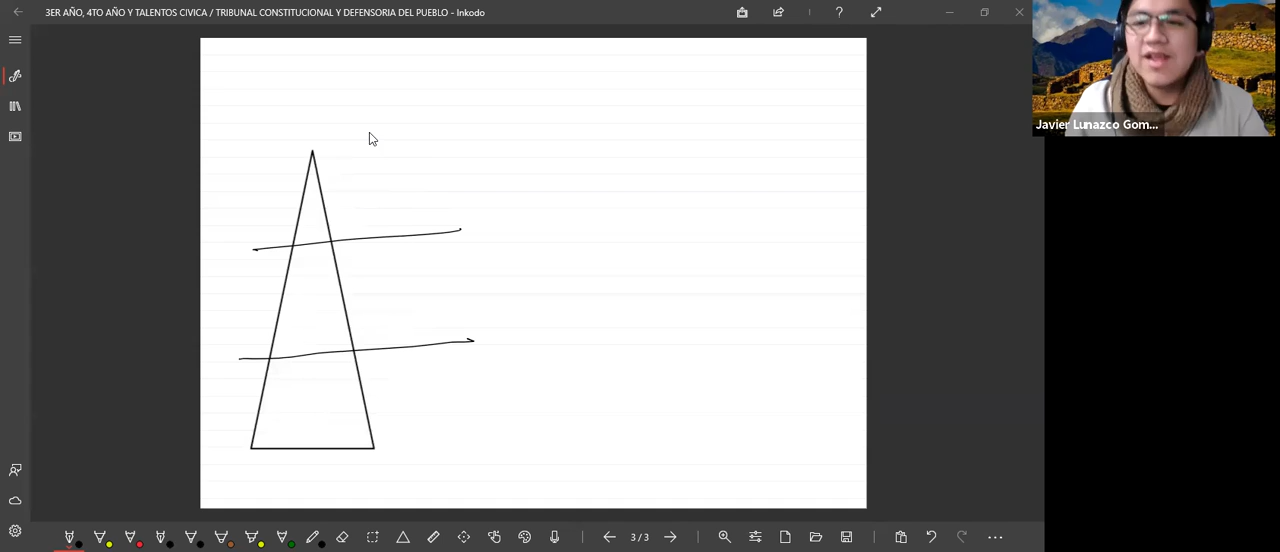 3ER AÑO, 4TO AÑO Y TALENTOS CIVICA / TRIBUNAL CONSTITUCIONAL Y DEFENSORIA DEL PUEBLO - Inkodo
Javier Lunazco Gom...
3 / 3